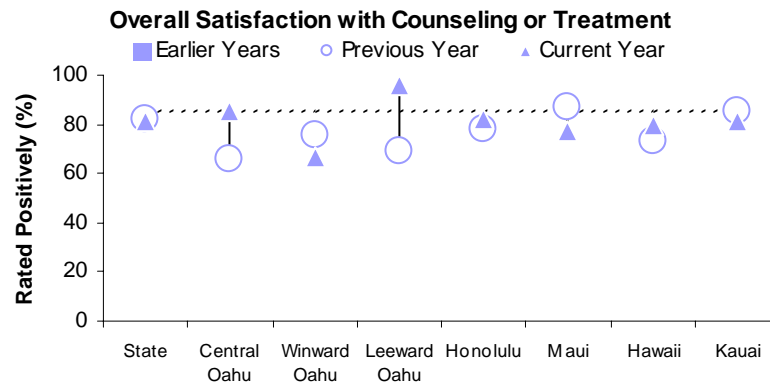 Overall Satisfaction with Counseling or Treatment
Earlier Years Previous Year Current Year
Rated Positively (%)
100
80
60
40
20
0
State Central Oahu Winward Oahu Leeward Oahu Honolulu Maui Hawaii Kauai